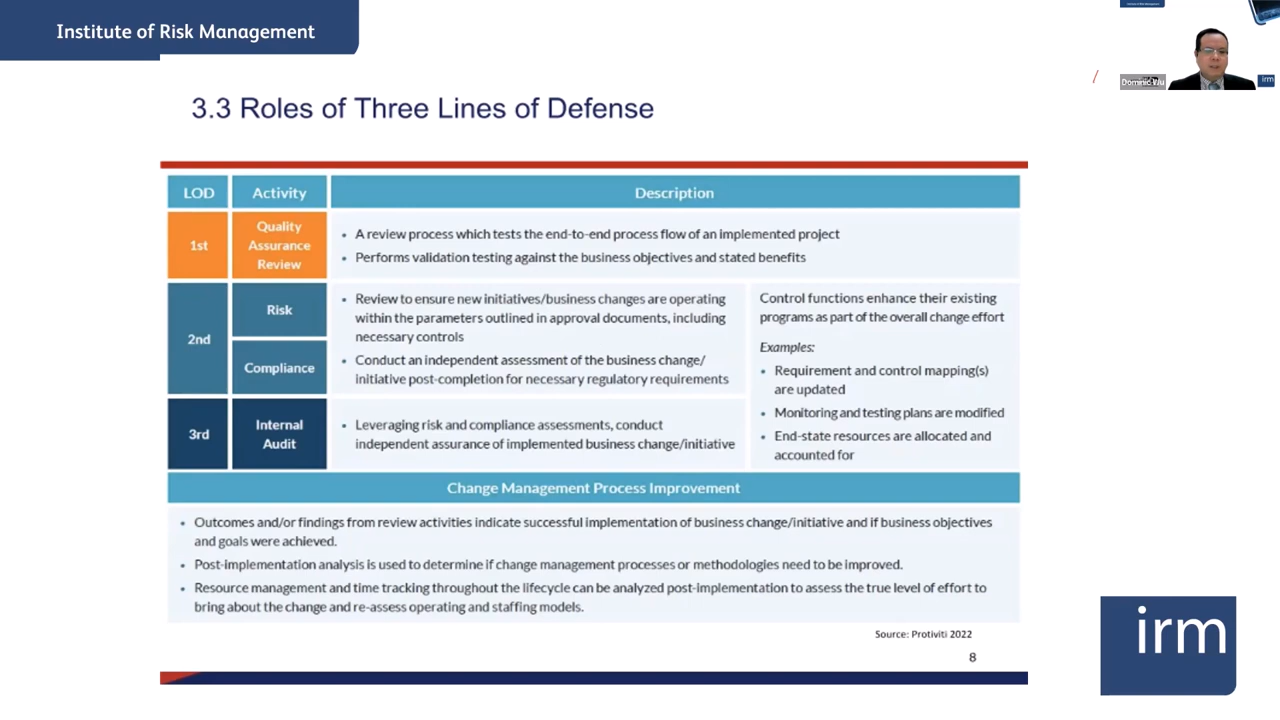 Institute of Risk Management
Dominic Wu
irm
3.3 Roles of Three Lines of Defense
LOD
Activity
Description
1st
Quality
Assurance
Review
• A review process which tests the end-to-end process flow of an implemented project
• Performs validation testing against the business objectives and stated benefits
2nd
Risk
Compliance
• Review to ensure new initiatives/business changes are operating
within the parameters outlined in approval documents, including
necessary controls
• Conduct an independent assessment of the business change/
initiative post-completion for necessary regulatory requirements
Control functions enhance their existing
programs as part of the overall change effort
Examples:
• Requirement and control mapping(s)
are updated
• Monitoring and testing plans are modified
• End-state resources are allocated and
accounted for
3rd
Internal
Audit
• Leveraging risk and compliance assessments, conduct
independent assurance of implemented business change/initiative
Change Management Process Improvement
• Outcomes and/or findings from review activities indicate successful implementation of business change/initiative and if business objectives
and goals were achieved.
• Post-implementation analysis is used to determine if change management processes or methodologies need to be improved.
• Resource management and time tracking throughout the lifecycle can be analyzed post-implementation to assess the true level of effort to
bring about the change and re-assess operating and staffing models.
Source: Protiviti 2022
8
irm